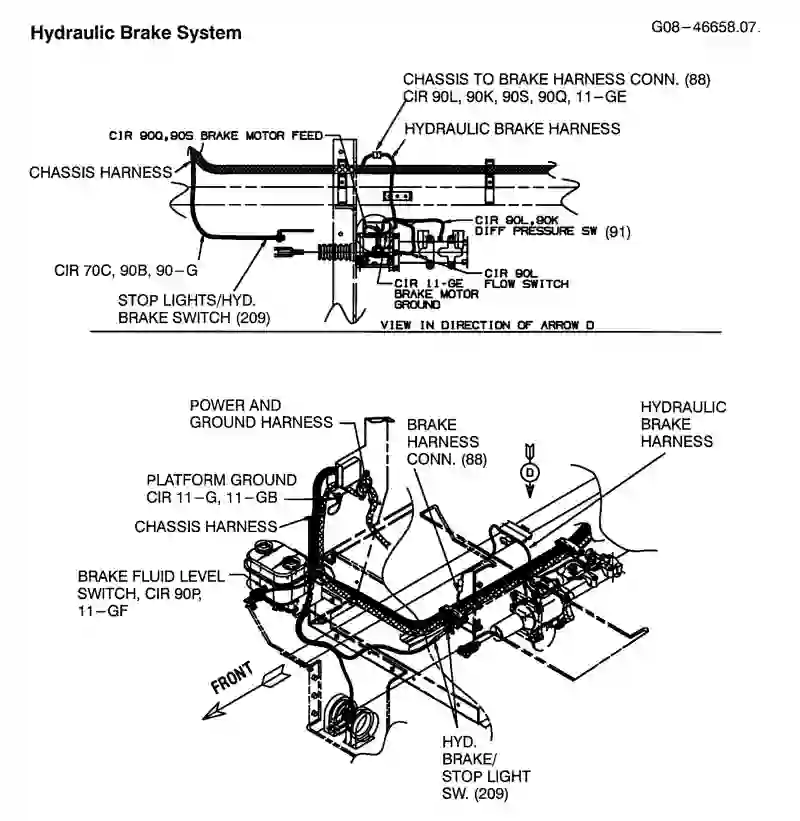 Hydraulic Brake System
G08-46658.07.
CHASSIS TO BRAKE HARNESS CONN. (88)
CIR 90L, 90K, 90S, 90Q, 11-GE
HYDRAULIC BRAKE HARNESS
CIR 90Q,90S BRAKE MOTOR FEED
CHASSIS HARNESS
CIR 90L,90K
DIFF PRESSURE SW (91)
CIR 70C, 90B, 90-G
CIR 90L
FLOW SWITCH
CIR 11-GE
BRAKE MOTOR
GROUND
STOP LIGHTS/HYD.
BRAKE SWITCH (209)
VIEW IN DIRECTION OF ARROW D
POWER AND
GROUND HARNESS
BRAKE
HARNESS
CONN. (88)
HYDRAULIC
BRAKE
HARNESS
D
PLATFORM GROUND
CIR 11-G, 11-GB
CHASSIS HARNESS
BRAKE FLUID LEVEL
SWITCH, CIR 90P,
11-GF
FRONT
HYD.
BRAKE/
STOP LIGHT
SW. (209)